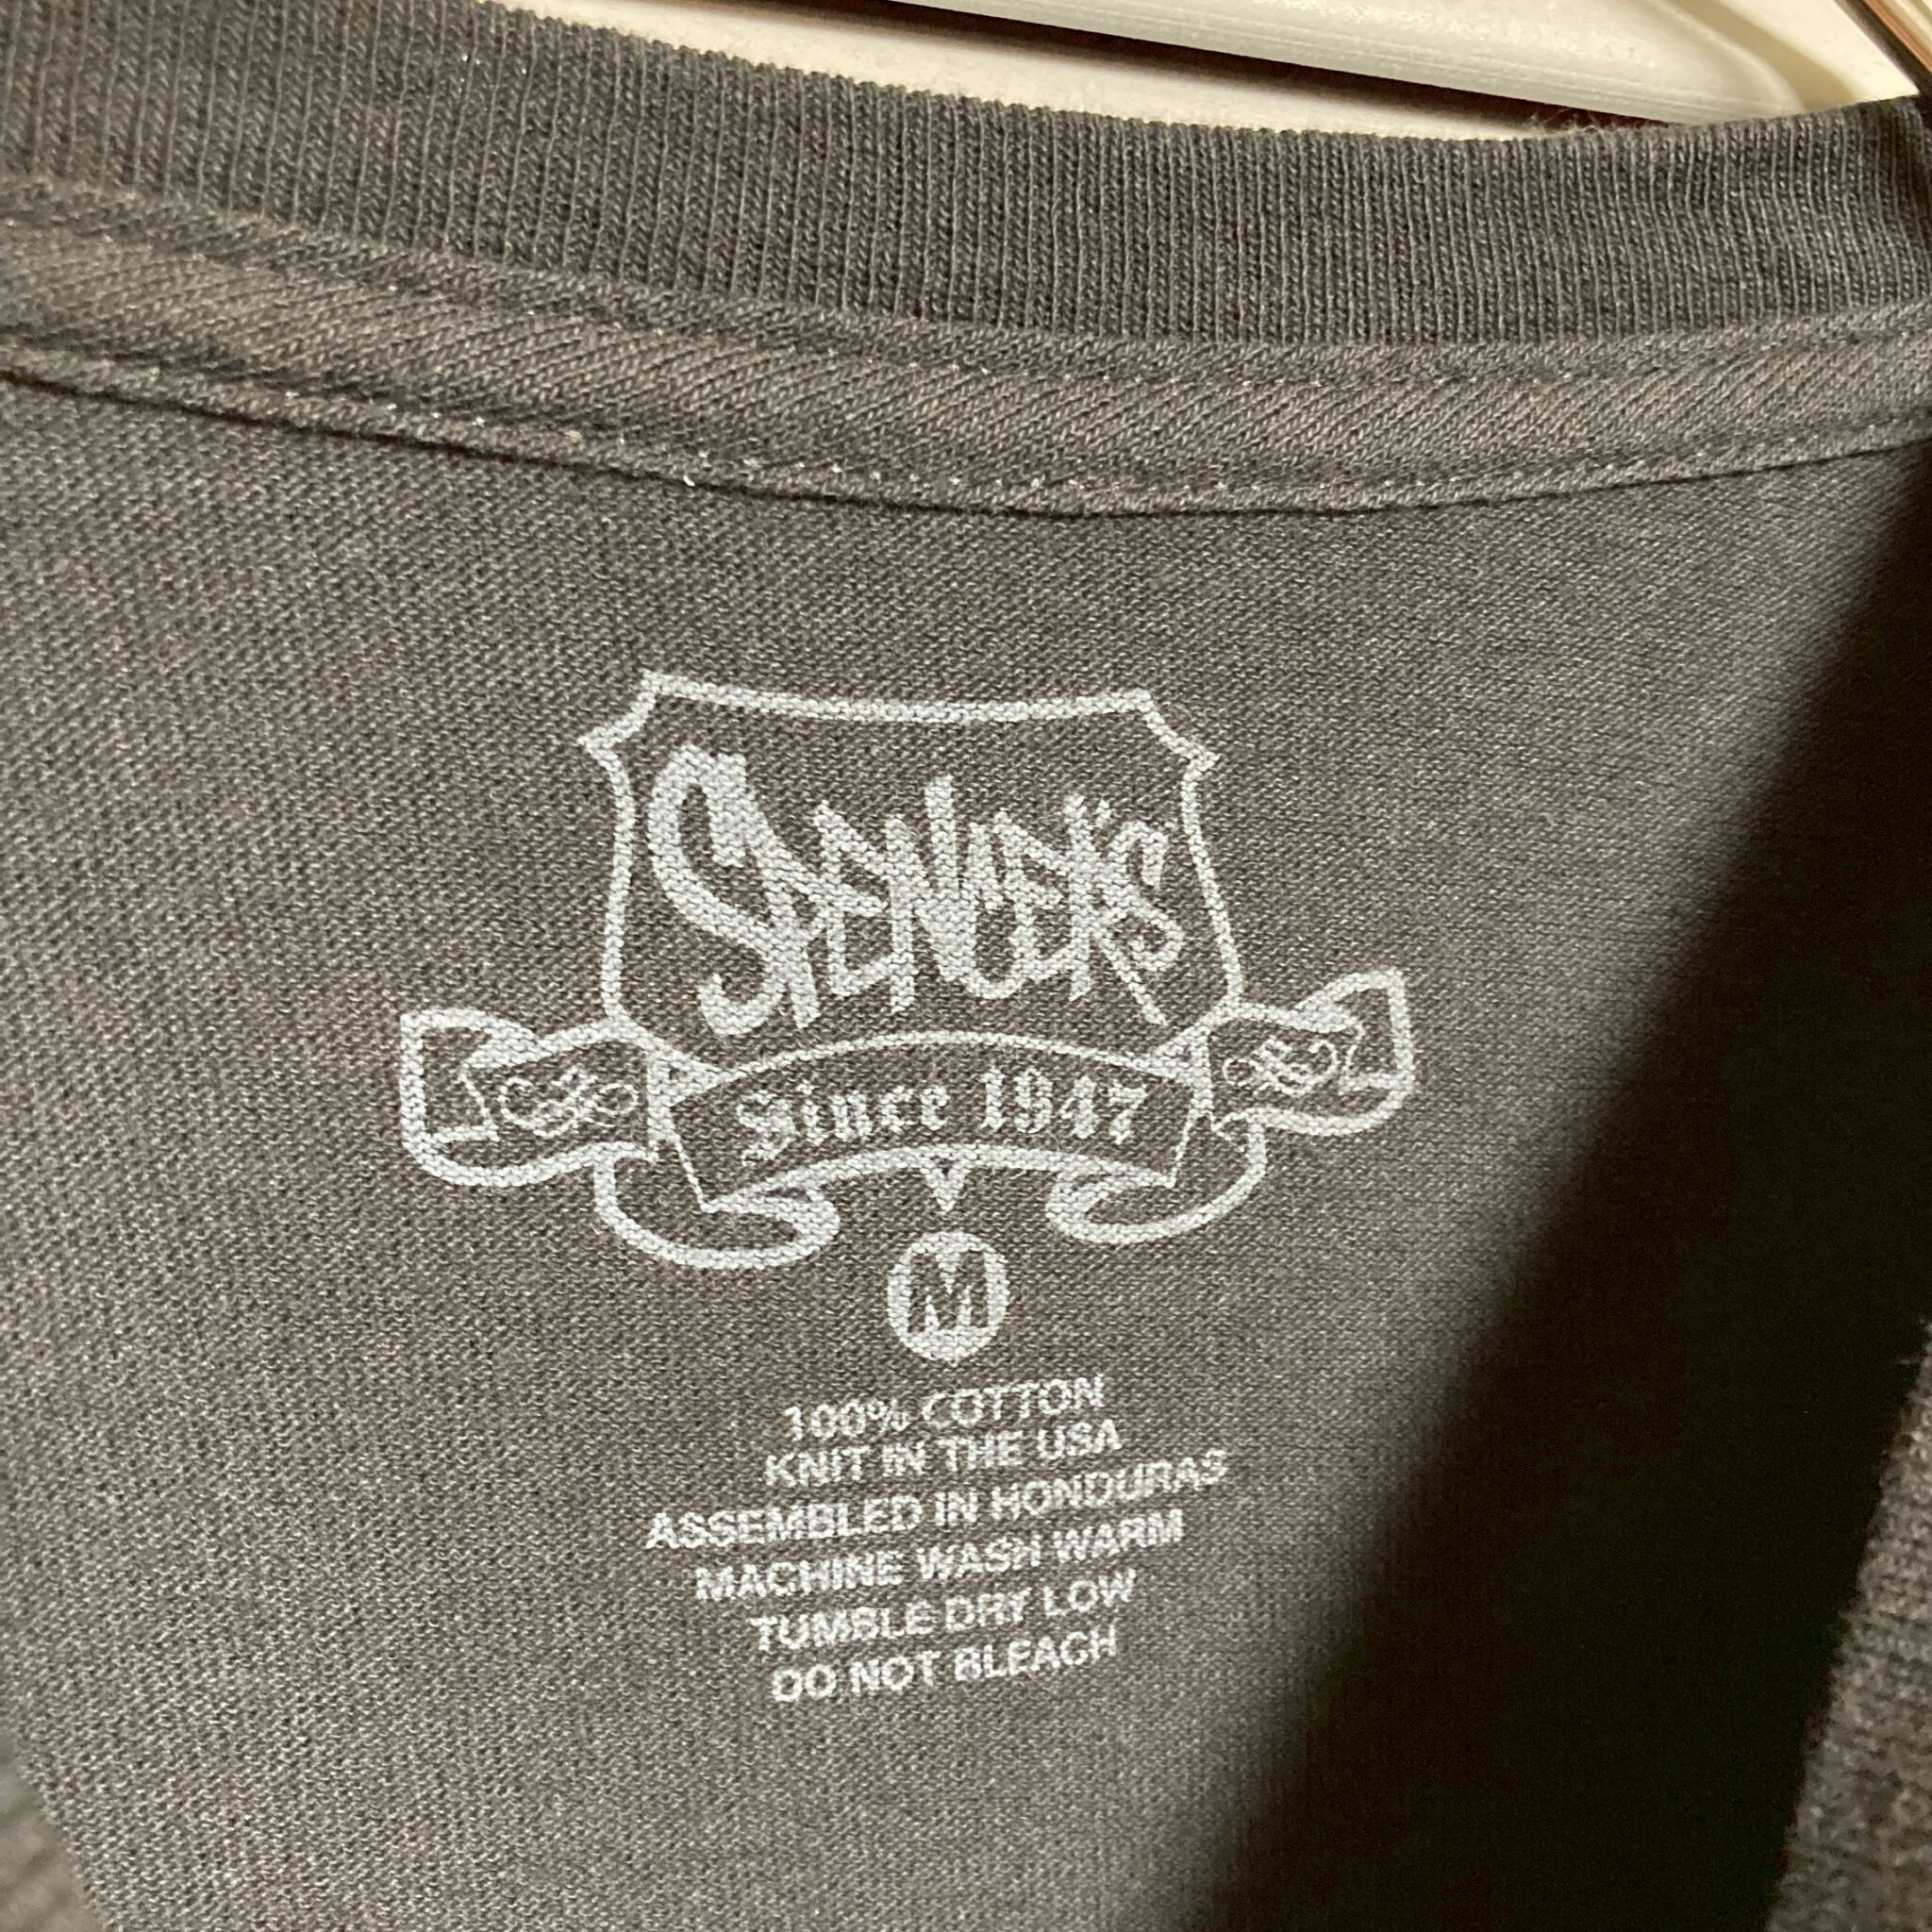 SPENCER'S
Since 1947
M
100% COTTON
KNIT IN THE USA
ASSEMBLED IN HONDURAS
MACHINE WASH WARM
TUMBLE DRY LOW
DO NOT BLEACH